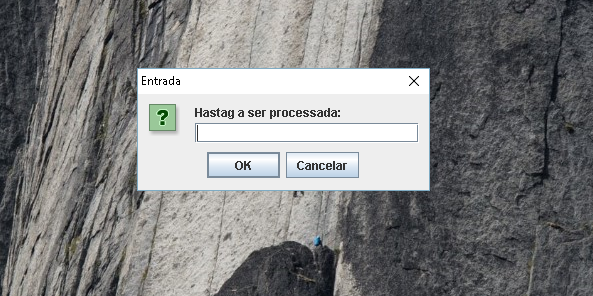 Entrada
Hastag a ser processada:
OK
Cancelar